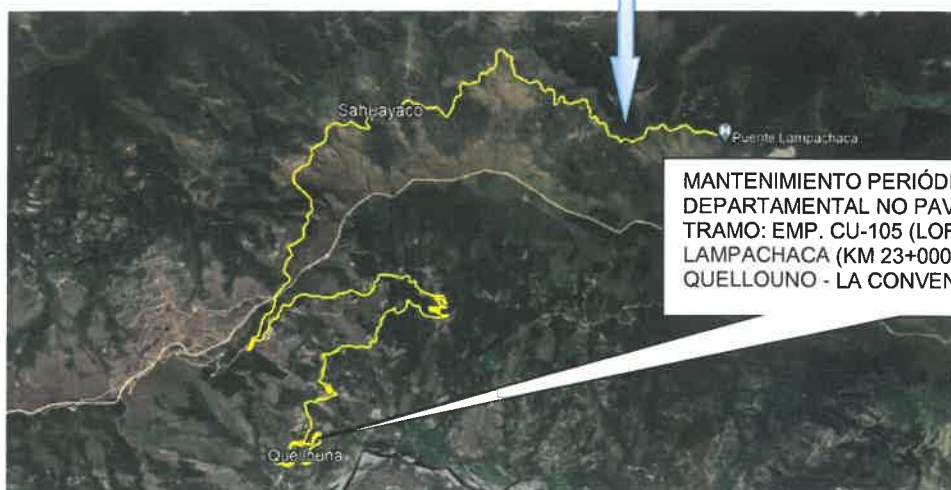 Sahuayaco
Puente Lampachaca
MANTENIMIENTO PERIÓD
DEPARTAMENTAL NO PAV
TRAMO: EMP. CU-105 (LOR
LAMPACHACA (KM 23+000
QUELLOUNO - LA CONVEN
Quellouna